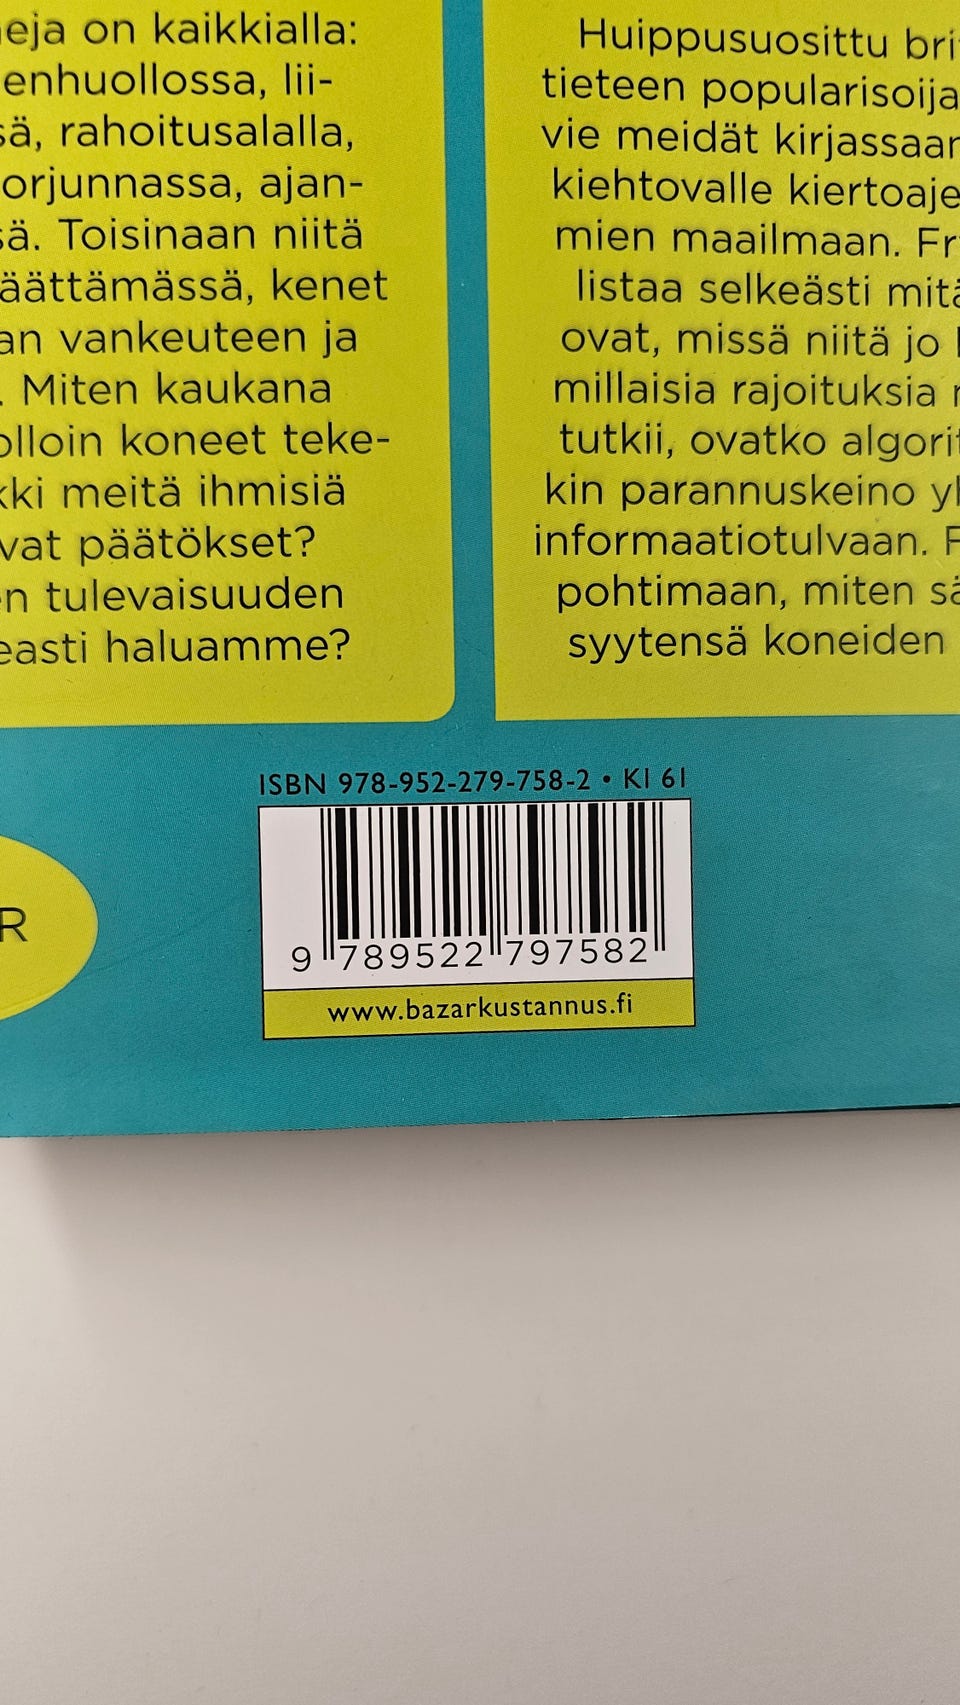 eja on kaikkialla:
enhuollossa, lii-
sä, rahoitusalalla,
orjunnassa, ajan-
sä. Toisinaan niitä
äättämässä, kenet
an vankeuteen ja
. Miten kaukana
olloin koneet teke-
kki meitä ihmisiä
vat päätökset?
en tulevaisuuden
easti haluamme?
Huippusuosittu bri
tieteen popularisoija
vie meidät kirjassaan
kiehtovalle kiertoaje
mien maailmaan. Fr
listaa selkeästi mitä
ovat, missä niitä jo
millaisia rajoituksia
tutkii, ovatko algorit
kin parannuskeino yh
informaatiotulvaan. F
pohtimaan, miten sä
syytensä koneiden
ISBN 978-952-279-758-2 • Kl 61
9 789522 797582
www.bazarkustannus.fi
R